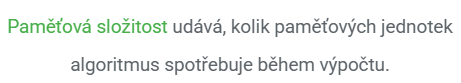 Paměťová složitost udává, kolik paměťových jednotek
algoritmus spotřebuje během výpočtu.